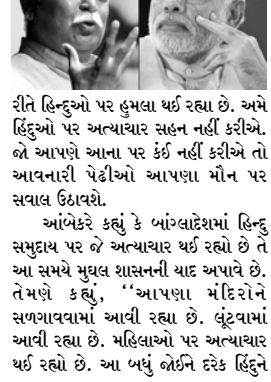 રીતે હિન્દુઓ પર હુમલા થઈ રહ્યા છે. અમે
હિંદુઓ પર અત્યાચાર સહન નહીં કરીએ.
જો આપણે આના પર કંઈ નહીં કરીએ તો
આવનારી પેઢીઓ આપણા મૌન પર
સવાલ ઉઠાવશે.
આંબેકરે કહ્યું કે બાંગ્લાદેશમાં હિન્દુ
સમુદાય પર જે અત્યાચાર થઈ રહ્યો છે તે
આ સમયે મુઘલ શાસનની યાદ અપાવે છે.
તેમણે કહ્યું, ‘‘આપણા મંદિરોને
સળગાવવામાં આવી રહ્યા છે. લૂંટવામાં
આવી રહ્યા છે. મહિલાઓ પર અત્યાચાર
થઈ રહ્યો છે. આ બધું જોઈને દરેક હિંદુને